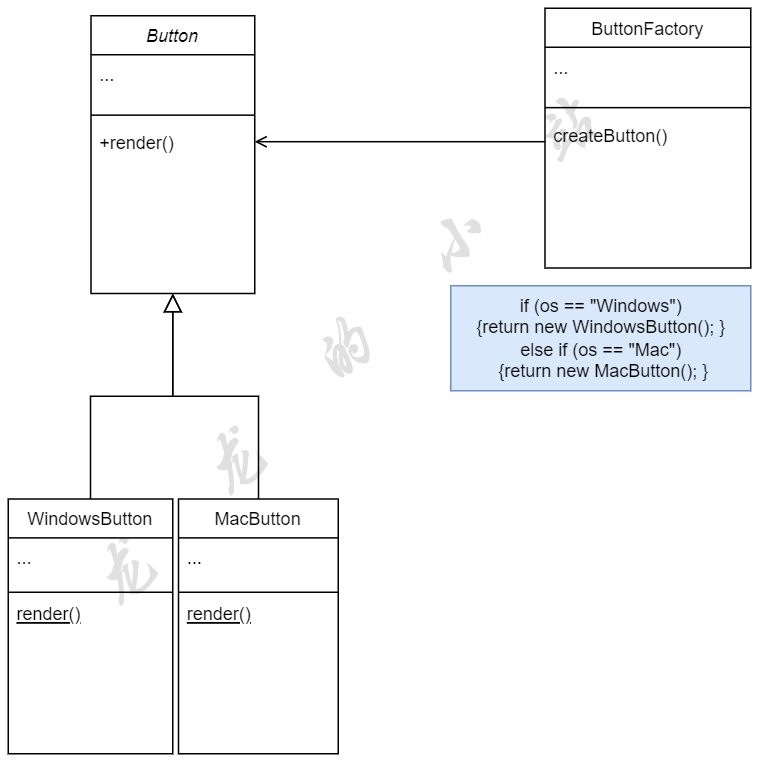 Button
...
+render()
ButtonFactory
...
createButton()
if (os == "Windows")
{return new WindowsButton(); }
else if (os == "Mac")
{return new MacButton(); }
WindowsButton
...
render()
MacButton
...
render()
龙龙的小站